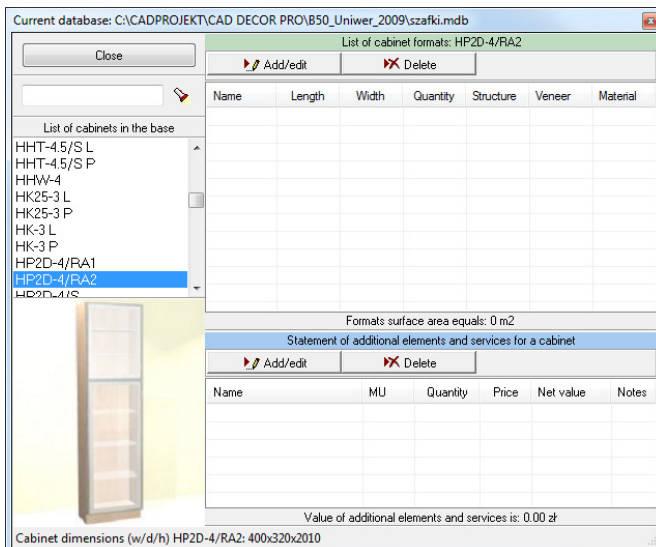 Current database: C:\CADPROJEKT\CAD DECOR PRO\B50_Uniwer_2009\szafki.mdb
Close
List of cabinets in the base
HHT-4.5/S L
HHT-4.5/S P
HHW-4
HK25-3 L
HK25-3 P
HK-3 L
HK-3 P
HP2D-4/RA1
HP2D-4/RA2
HP2D-4/S
List of cabinet formats: HP2D-4/RA2
Add/edit Delete
Name Length Width Quantity Structure Veneer Material
Formats surface area equals: 0 m2
Statement of additional elements and services for a cabinet
Add/edit Delete
Name MU Quantity Price Net value Notes
Value of additional elements and services is: 0.00 zł
Cabinet dimensions (w/d/h) HP2D-4/RA2: 400x320x2010